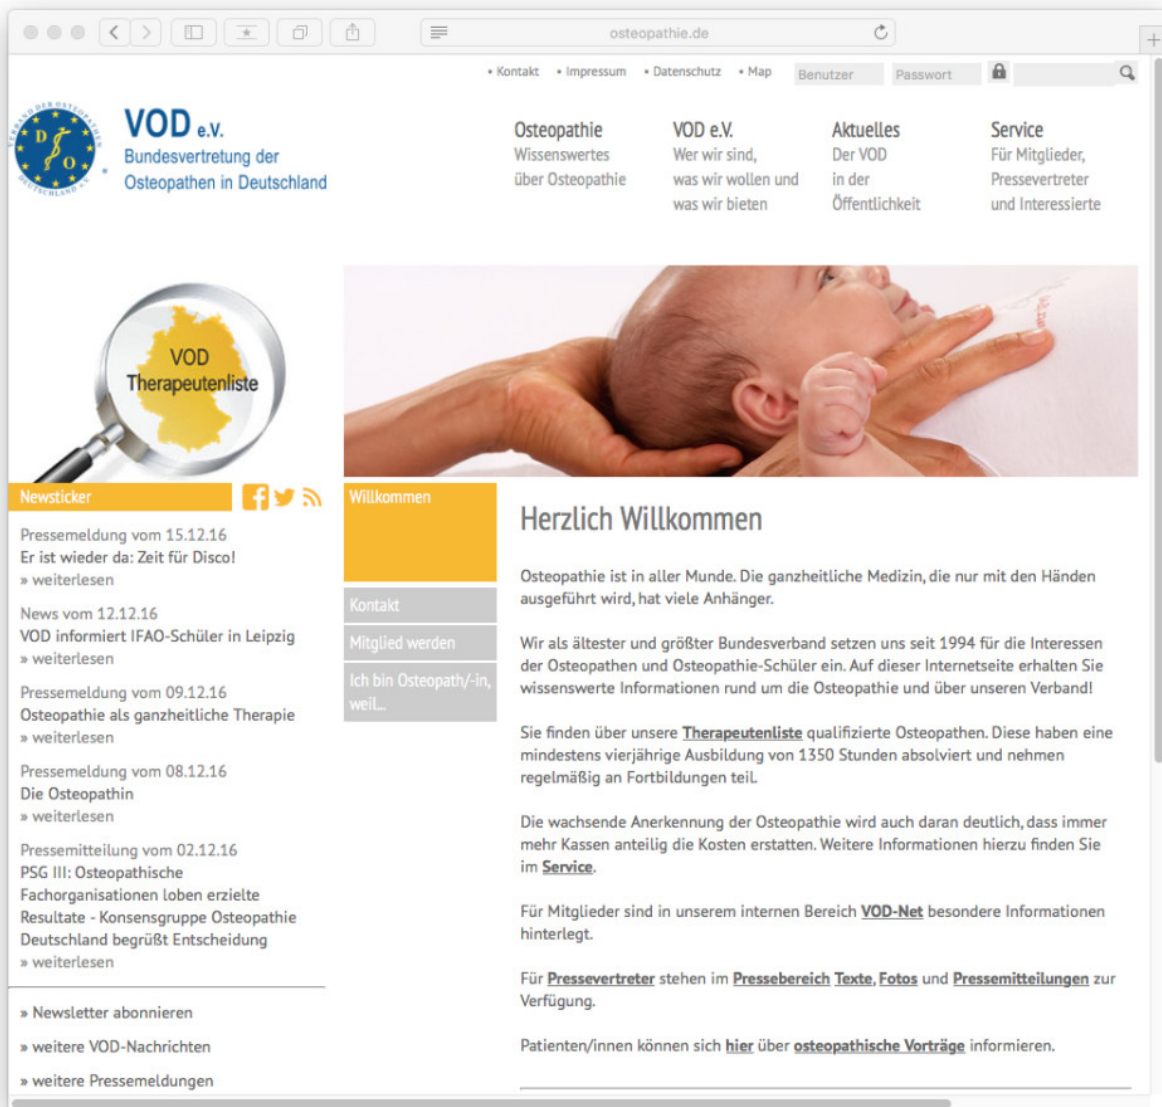 osteopathie.de
• Kontakt • Impressum • Datenschutz • Map Benutzer Passwort
VERBAND DER OSTEOPATHEN DEUTSCHLAND E.V.
D O
VOD e.V.
Bundesvertretung der
Osteopathen in Deutschland
Osteopathie
Wissenswertes
über Osteopathie
VOD e.V.
Wer wir sind,
was wir wollen und
was wir bieten
Aktuelles
Der VOD
in der
Öffentlichkeit
Service
Für Mitglieder,
Pressevertreter
und Interessierte
VOD
Therapeutenliste
Newsticker
Pressemeldung vom 15.12.16
Er ist wieder da: Zeit für Disco!
» weiterlesen
News vom 12.12.16
VOD informiert IFAO-Schüler in Leipzig
» weiterlesen
Pressemeldung vom 09.12.16
Osteopathie als ganzheitliche Therapie
» weiterlesen
Pressemeldung vom 08.12.16
Die Osteopathin
» weiterlesen
Pressemitteilung vom 02.12.16
PSG III: Osteopathische
Fachorganisationen loben erzielte
Resultate - Konsensgruppe Osteopathie
Deutschland begrüßt Entscheidung
» weiterlesen
» Newsletter abonnieren
» weitere VOD-Nachrichten
» weitere Pressemeldungen
Willkommen
Kontakt
Mitglied werden
Ich bin Osteopath/-in,
weil...
Herzlich Willkommen
Osteopathie ist in aller Munde. Die ganzheitliche Medizin, die nur mit den Händen
ausgeführt wird, hat viele Anhänger.
Wir als ältester und größter Bundesverband setzen uns seit 1994 für die Interessen
der Osteopathen und Osteopathie-Schüler ein. Auf dieser Internetseite erhalten Sie
wissenswerte Informationen rund um die Osteopathie und über unseren Verband!
Sie finden über unsere Therapeutenliste qualifizierte Osteopathen. Diese haben eine
mindestens vierjährige Ausbildung von 1350 Stunden absolviert und nehmen
regelmäßig an Fortbildungen teil.
Die wachsende Anerkennung der Osteopathie wird auch daran deutlich, dass immer
mehr Kassen anteilig die Kosten erstatten. Weitere Informationen hierzu finden Sie
im Service.
Für Mitglieder sind in unserem internen Bereich VOD-Net besondere Informationen
hinterlegt.
Für Pressevertreter stehen im Pressebereich Texte, Fotos und Pressemitteilungen zur
Verfügung.
Patienten/innen können sich hier über osteopathische Vorträge informieren.